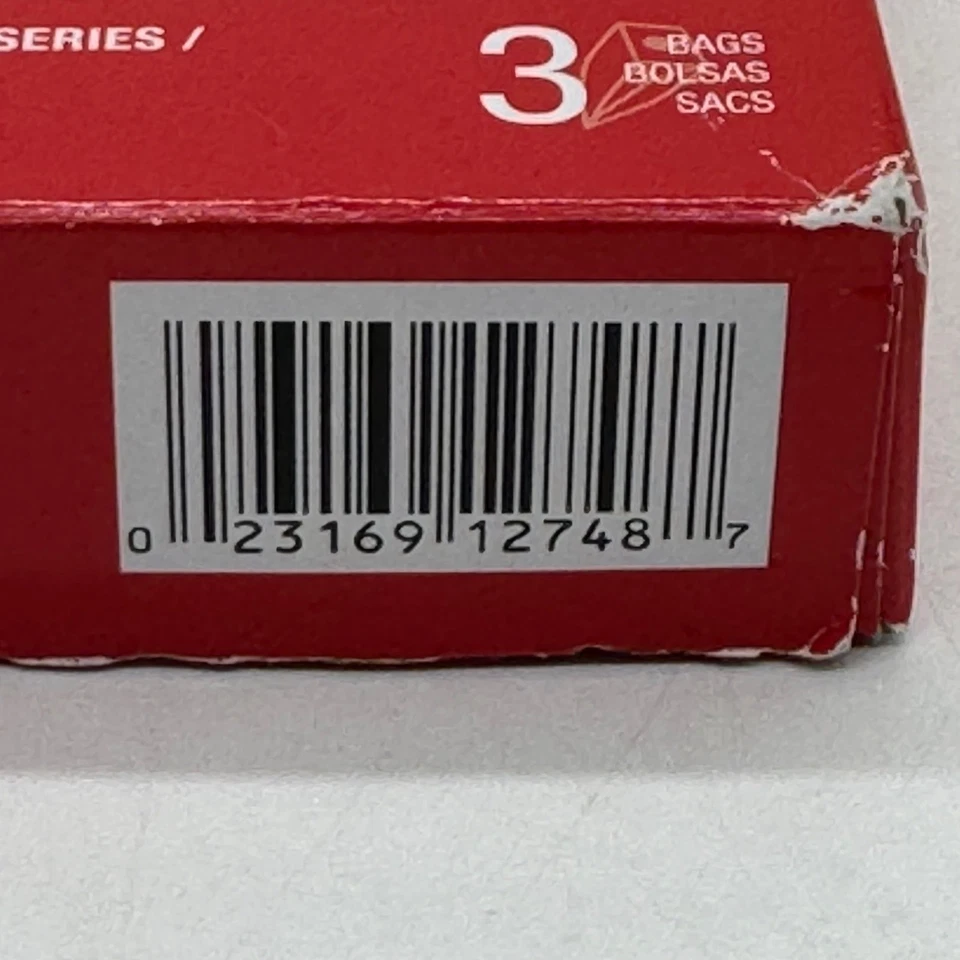 SERIES /
3 BAGS
BOLSAS
SACS
0 23169 12748 7